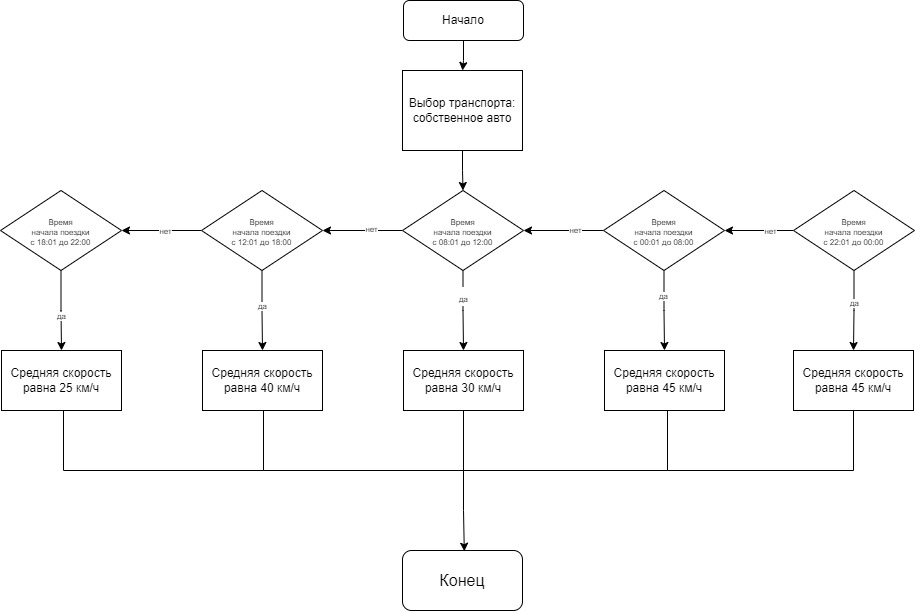 Начало
Выбор транспорта:
собственное авто
Время
начала поездки
с 18:01 до 22:00
нет
Время
начала поездки
с 12:01 до 18:00
нет
Время
начала поездки
с 08:01 до 12:00
нет
Время
начала поездки
с 00:01 до 08:00
нет
Время
начала поездки
с 22:01 до 00:00
да
да
да
да
да
Средняя скорость
равна 25 км/ч
Средняя скорость
равна 40 км/ч
Средняя скорость
равна 30 км/ч
Средняя скорость
равна 45 км/ч
Средняя скорость
равна 45 км/ч
Конец